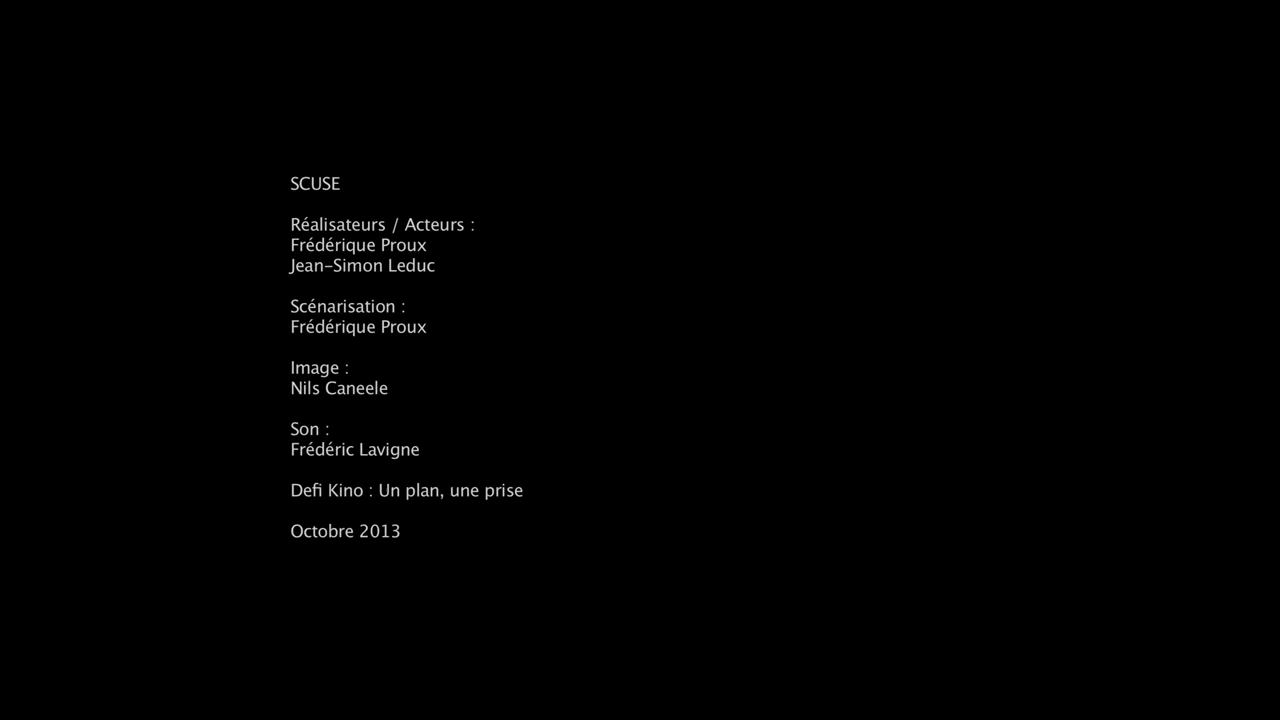 SCUSE
Réalisateurs / Acteurs :
Frédérique Proux
Jean-Simon Leduc
Scénarisation :
Frédérique Proux
Image :
Nils Caneele
Son :
Frédéric Lavigne
Defi Kino : Un plan, une prise
Octobre 2013